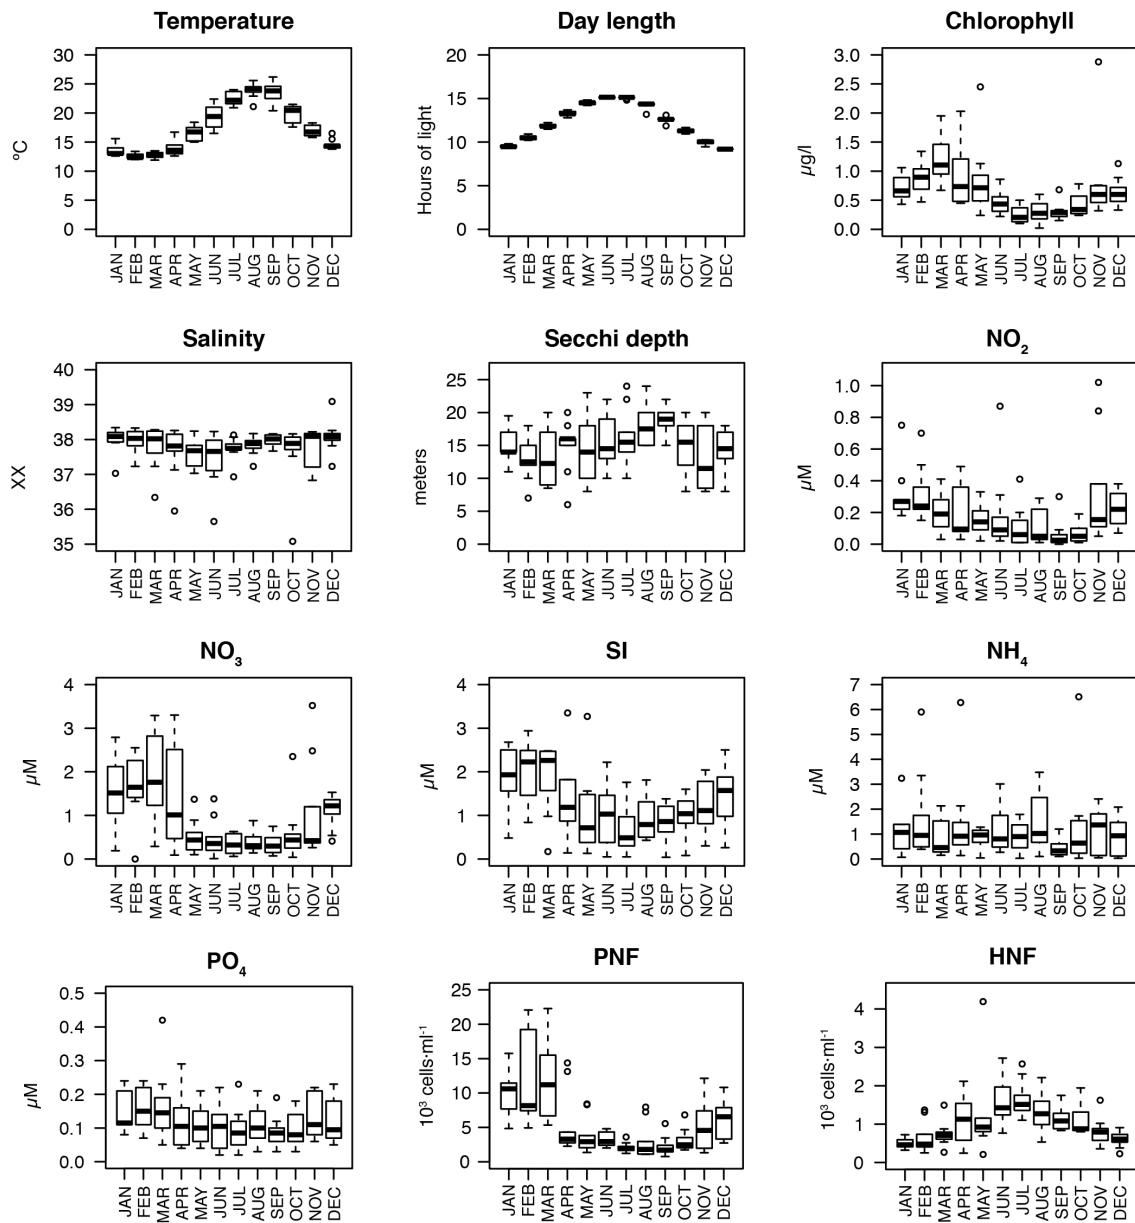 Temperature
Day length
Chlorophyll
30
25
20
15
10
5
0
ºC
JAN FEB MAR APR MAY JUN JUL AUG SEP OCT NOV DEC
20
15
10
5
0
Hours of light
JAN FEB MAR APR MAY JUN JUL AUG SEP OCT NOV DEC
3.0
2.5
2.0
1.5
1.0
0.5
0.0
µg/l
JAN FEB MAR APR MAY JUN JUL AUG SEP OCT NOV DEC
Salinity
Secchi depth
NO2
40
39
38
37
36
35
XX
JAN FEB MAR APR MAY JUN JUL AUG SEP OCT NOV DEC
25
20
15
10
5
0
meters
JAN FEB MAR APR MAY JUN JUL AUG SEP OCT NOV DEC
1.0
0.8
0.6
0.4
0.2
0.0
µM
JAN FEB MAR APR MAY JUN JUL AUG SEP OCT NOV DEC
NO3
SI
NH4
4
3
2
1
0
µM
JAN FEB MAR APR MAY JUN JUL AUG SEP OCT NOV DEC
4
3
2
1
0
µM
JAN FEB MAR APR MAY JUN JUL AUG SEP OCT NOV DEC
7
6
5
4
3
2
1
0
µM
JAN FEB MAR APR MAY JUN JUL AUG SEP OCT NOV DEC
PO4
PNF
HNF
0.5
0.4
0.3
0.2
0.1
0.0
µM
JAN FEB MAR APR MAY JUN JUL AUG SEP OCT NOV DEC
25
20
15
10
5
0
10³ cells·ml⁻¹
JAN FEB MAR APR MAY JUN JUL AUG SEP OCT NOV DEC
4
3
2
1
0
10³ cells·ml⁻¹
JAN FEB MAR APR MAY JUN JUL AUG SEP OCT NOV DEC